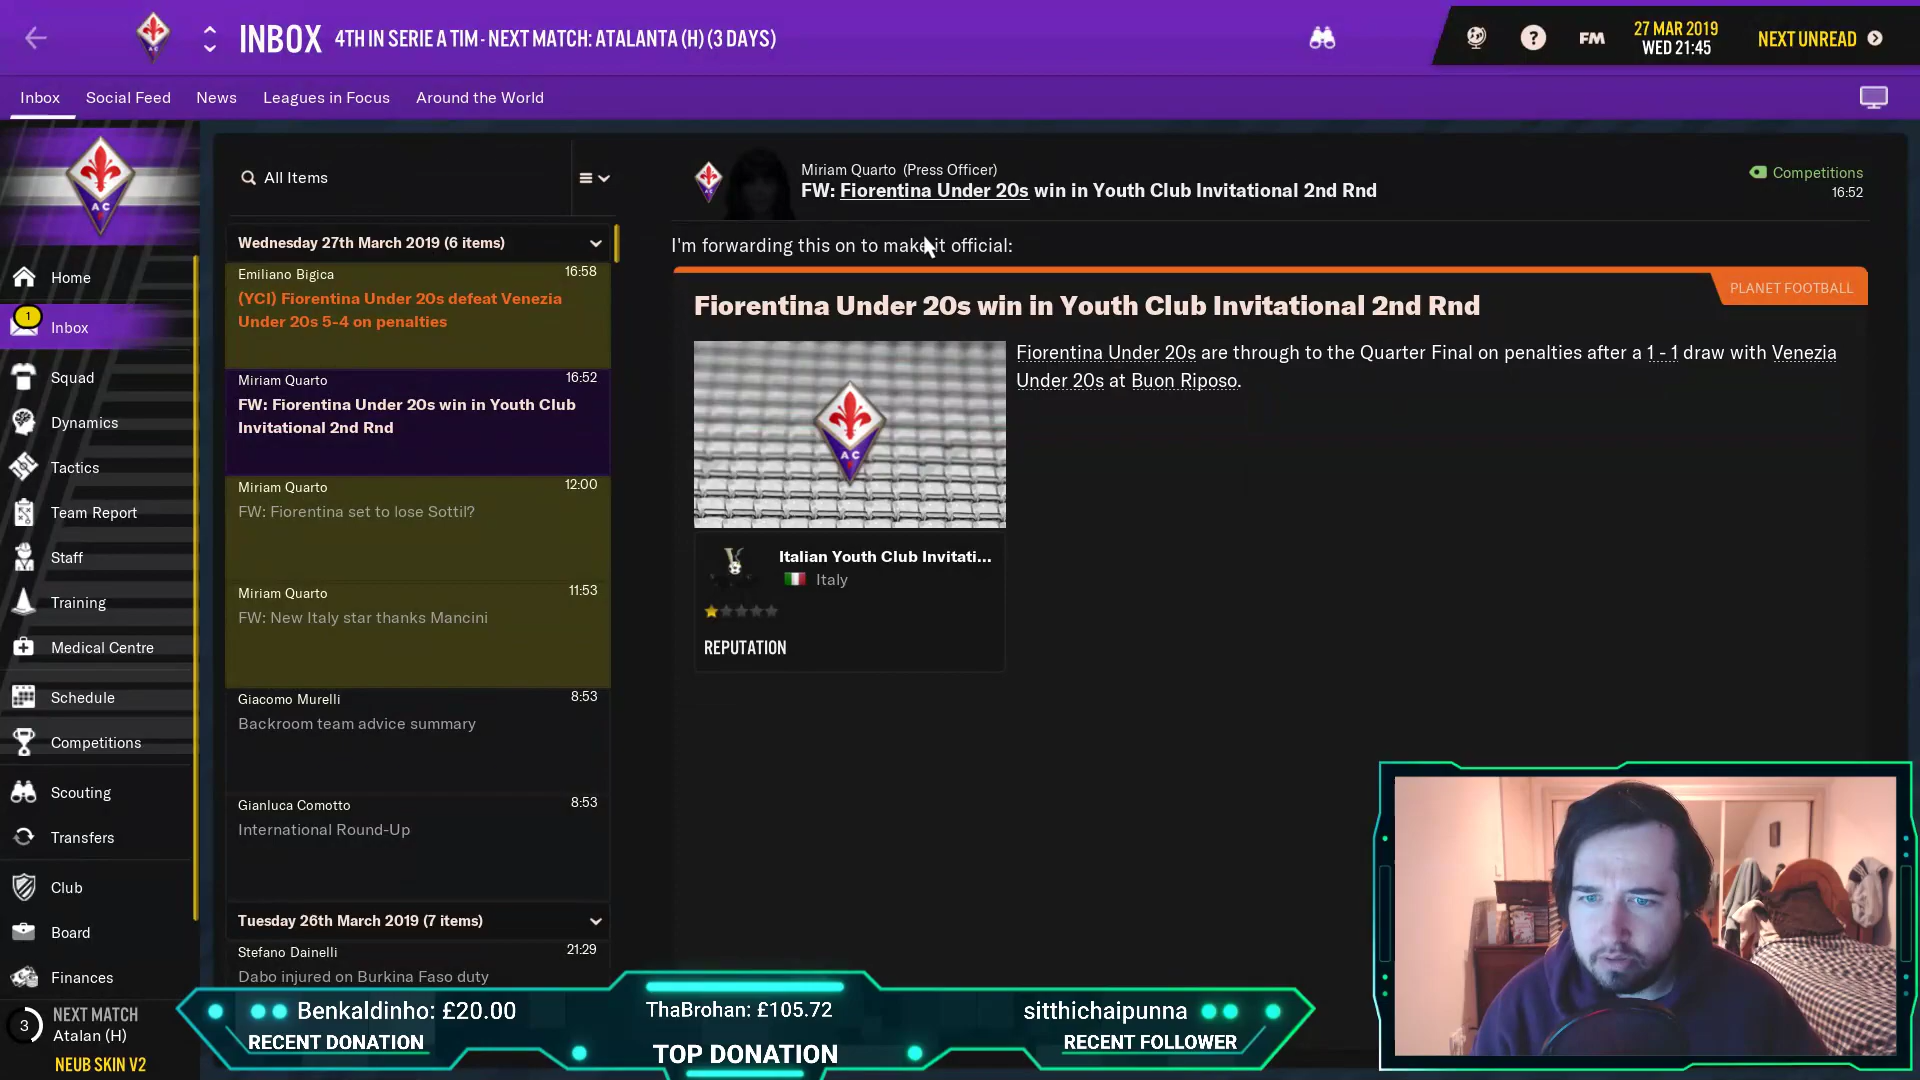 INBOX
4TH IN SERIE A TIM - NEXT MATCH: ATALANTA (H) (3 DAYS)
?
FM
27 MAR 2019
WED 21:45
NEXT UNREAD
Inbox
Social Feed
News
Leagues in Focus
Around the World
AC
Home
1
Inbox
Squad
Dynamics
Tactics
Team Report
Staff
Training
Medical Centre
Schedule
Competitions
Scouting
Transfers
Club
Board
Finances
3
NEXT MATCH
Atalan (H)
NEUB SKIN V2
All Items
Wednesday 27th March 2019 (6 items)
Emiliano Bigica 16:58
(YCI) Fiorentina Under 20s defeat Venezia
Under 20s 5-4 on penalties
Miriam Quarto 16:52
FW: Fiorentina Under 20s win in Youth Club
Invitational 2nd Rnd
Miriam Quarto 12:00
FW: Fiorentina set to lose Sottil?
Miriam Quarto 11:53
FW: New Italy star thanks Mancini
Giacomo Murelli 8:53
Backroom team advice summary
Gianluca Comotto 8:53
International Round-Up
Tuesday 26th March 2019 (7 items)
Stefano Dainelli 21:29
Dabo injured on Burkina Faso duty
Miriam Quarto (Press Officer)
FW: Fiorentina Under 20s win in Youth Club Invitational 2nd Rnd
Competitions
16:52
I'm forwarding this on to make it official:
PLANET FOOTBALL
Fiorentina Under 20s win in Youth Club Invitational 2nd Rnd
AC
Fiorentina Under 20s are through to the Quarter Final on penalties after a 1 - 1 draw with Venezia
Under 20s at Buon Riposo.
Italian Youth Club Invitati...
Italy
REPUTATION
Benkaldinho: £20.00
RECENT DONATION
ThaBrohan: £105.72
TOP DONATION
sitthichaipunna
RECENT FOLLOWER